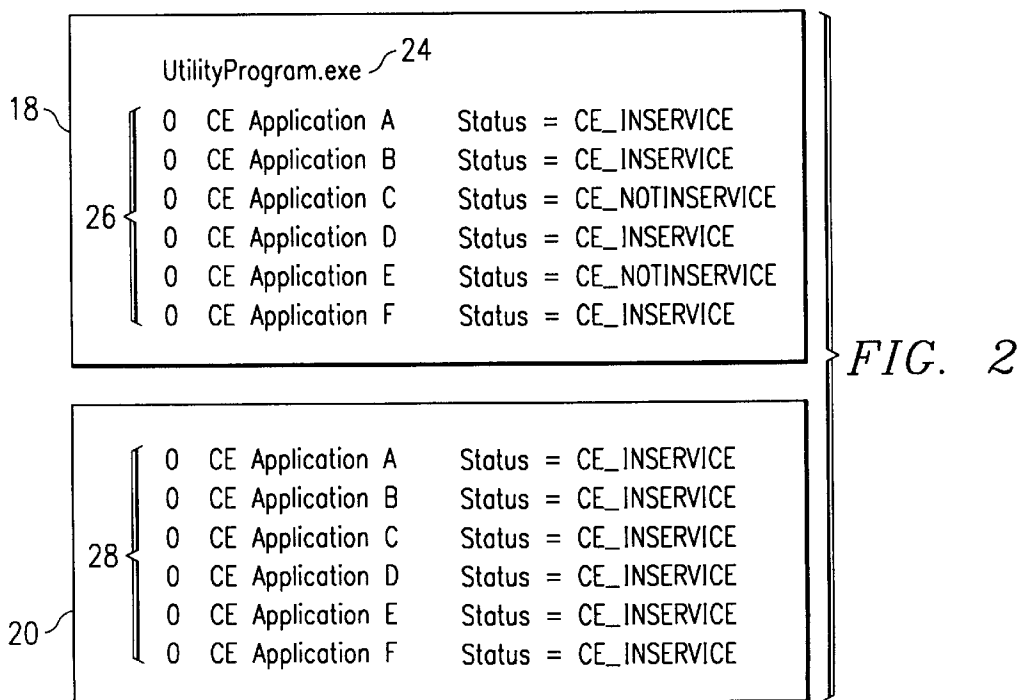 UtilityProgram.exe 24
18
0 CE Application A Status = CE_INSERVICE
0 CE Application B Status = CE_INSERVICE
0 CE Application C Status = CE_NOTINSERVICE
26
0 CE Application D Status = CE_INSERVICE
0 CE Application E Status = CE_NOTINSERVICE
0 CE Application F Status = CE_INSERVICE
FIG. 2
0 CE Application A Status = CE_INSERVICE
0 CE Application B Status = CE_INSERVICE
0 CE Application C Status = CE_INSERVICE
28
0 CE Application D Status = CE_INSERVICE
0 CE Application E Status = CE_INSERVICE
20
0 CE Application F Status = CE_INSERVICE